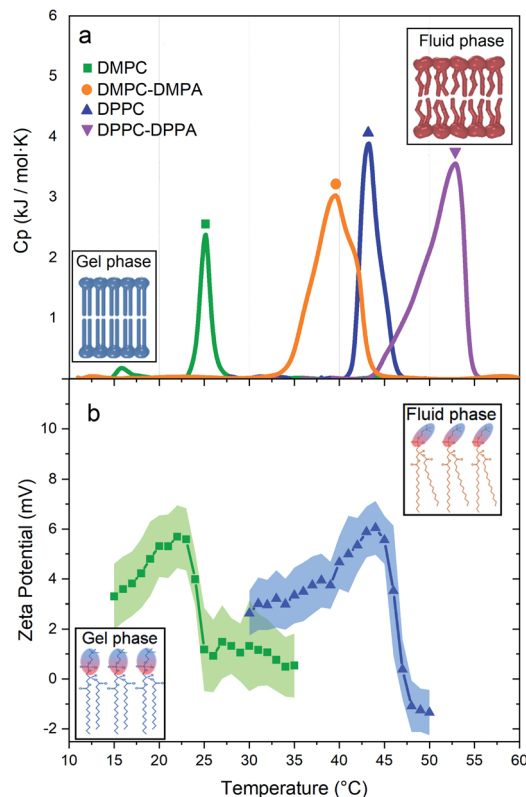 a
DMPC
DMPC-DMPA
DPPC
DPPC-DPPA
Fluid phase
Gel phase
Cp (kJ / mol·K)
6
5
4
3
2
1
b
Fluid phase
Gel phase
Zeta Potential (mV)
10
8
6
4
2
0
-2
10 15 20 25 30 35 40 45 50 55 60
Temperature (°C)